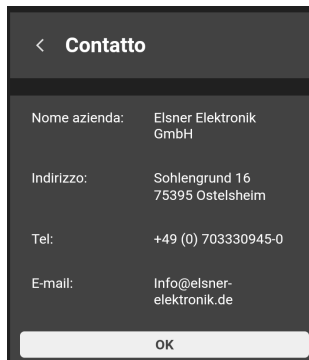 Contatto
Nome azienda: Elsner Elektronik
GmbH
Indirizzo: Sohlengrund 16
75395 Ostelsheim
Tel: +49 (0) 703330945-0
E-mail: Info@elsner-
elektronik.de
OK